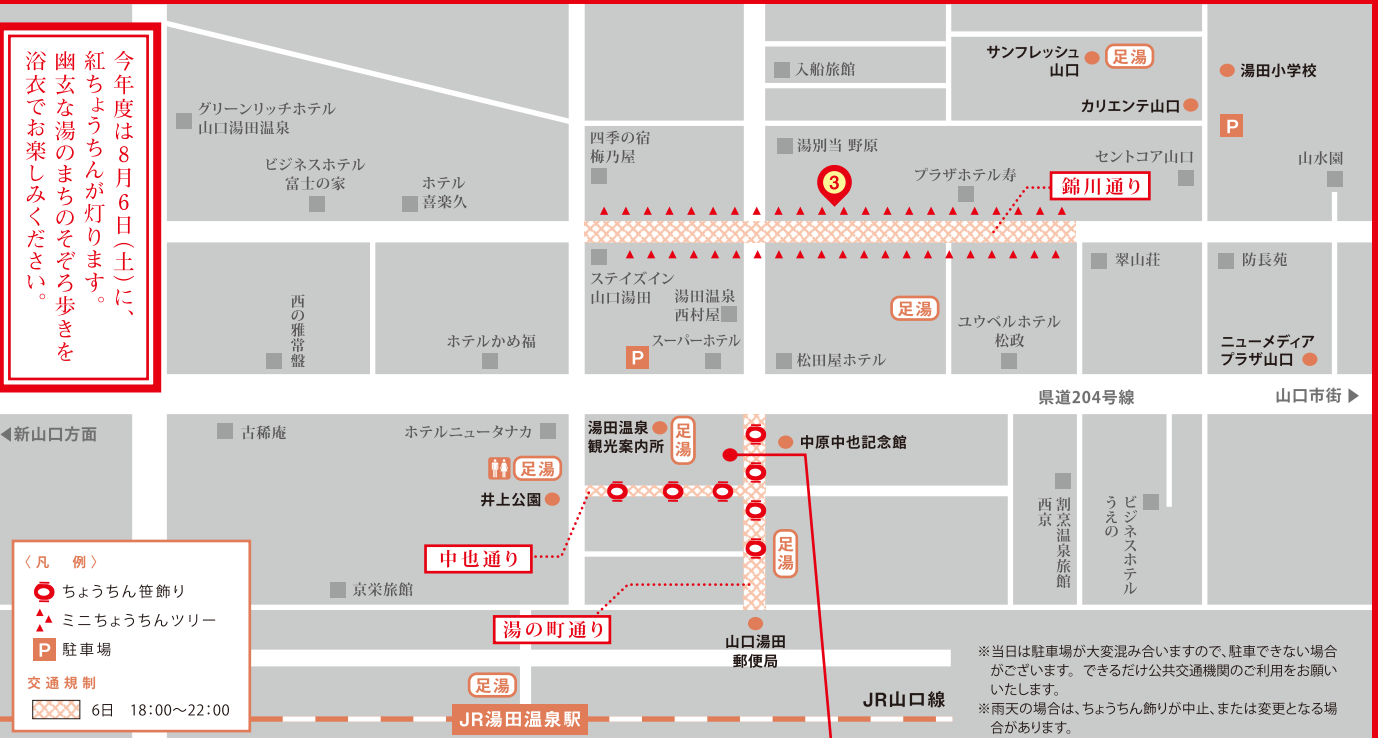 今年度は8月6日(土)に、
紅ちょうちんが灯ります。
幽玄な湯のまちのそぞろ歩きを
浴衣でお楽しみください。
グリーンリッチホテル
山口湯田温泉
ビジネスホテル
富士の家
ホテル
喜楽久
四季の宿
梅乃屋
入船旅館
湯別当 野原
3
プラザホテル寿
サンフレッシュ
山口
足湯
カリエンテ山口
湯田小学校
P
セントコア山口
山水園
錦川通り
西の雅常盤
ホテルかめ福
ステイズイン
山口湯田
湯田温泉
西村屋
スーパーホテル
P
足湯
松田屋ホテル
ユウベルホテル
松政
翠山荘
防長苑
ニューメディア
プラザ山口
県道204号線
山口市街▶
◀新山口方面
古稀庵
ホテルニュータナカ
足湯
井上公園
湯田温泉
観光案内所
足湯
中原中也記念館
中也通り
足湯
割烹温泉旅館
西京
ビジネスホテル
うえの
京栄旅館
湯の町通り
山口湯田
郵便局
足湯
JR湯田温泉駅
JR山口線
〈凡 例〉
ちょうちん笹飾り
ミニちょうちんツリー
P 駐車場
交通規制
6日 18:00〜22:00
※当日は駐車場が大変混み合いますので、駐車できない場合
がございます。できるだけ公共交通機関のご利用をお願い
いたします。
※雨天の場合は、ちょうちん飾りが中止、または変更となる場
合があります。